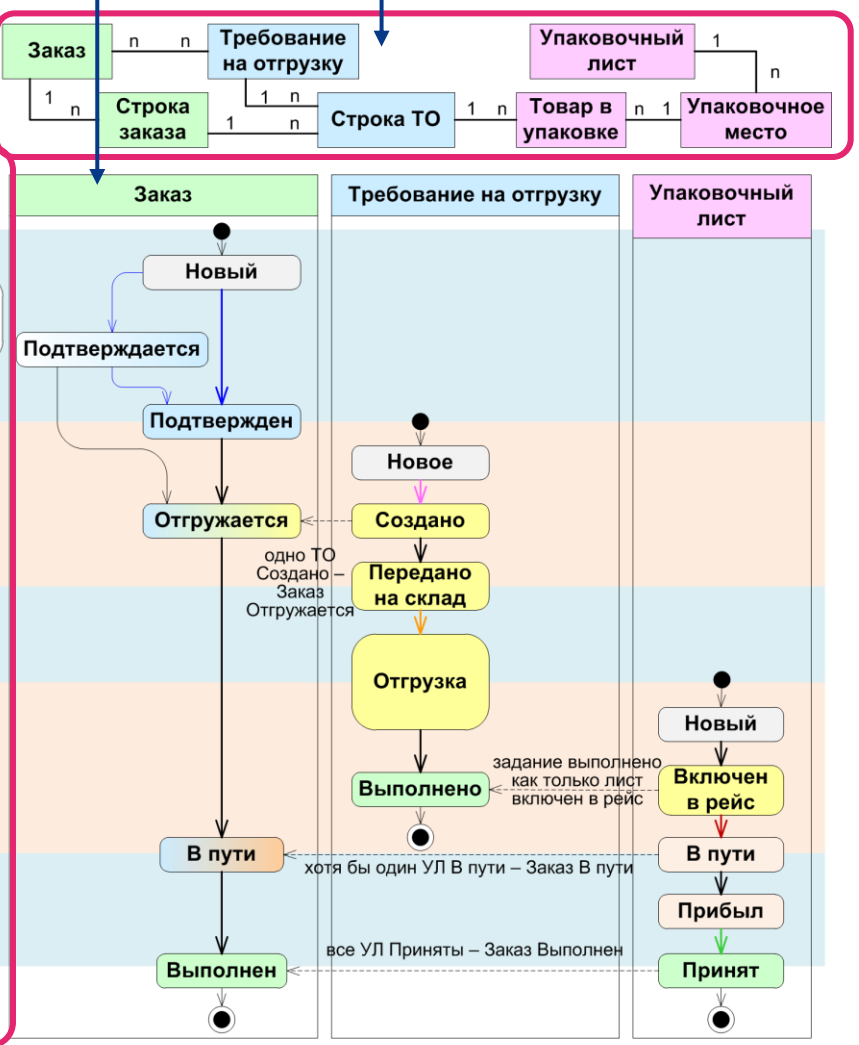 Заказ
n n
Требование
на отгрузку
Упаковочный
лист
1
n
1 n
Строка
заказа
1 n
1 n
Строка ТО
1 n
Товар в
упаковке
n 1
Упаковочное
место
Заказ
Требование на отгрузку
Упаковочный
лист
Новый
Подтверждается
Подтвержден
Новое
Отгружается
Создано
одно ТО
Создано –
Заказ
Отгружается
Передано
на склад
Отгрузка
Новый
задание выполнено
как только лист
включен в рейс
Выполнено
Включен
в рейс
В пути
хотя бы один УЛ В пути – Заказ В пути
В пути
Прибыл
все УЛ Приняты – Заказ Выполнен
Выполнен
Принят